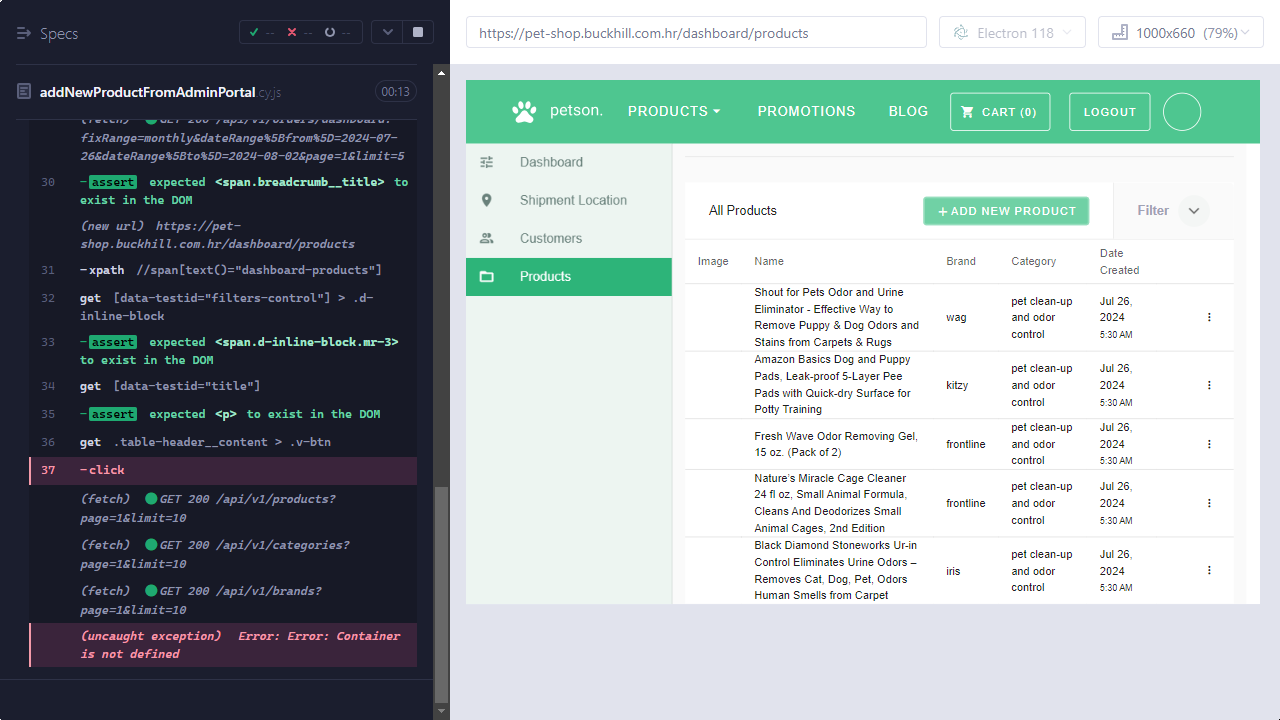 Specs
--
--
--
addNewProductFromAdminPortal.cy.js
00:13
(fetch) GET 200 /api/v1/orders/dashboard?
fixRange=monthly&dateRange%5Bfrom%5D=2024-07-
26&dateRange%5Bto%5D=2024-08-02&page=1&limit=5
30 -assert expected <span.breadcrumb__title> to
exist in the DOM
(new url) https://pet-
shop.buckhill.com.hr/dashboard/products
31 -xpath //span[text()="dashboard-products"]
32 get [data-testid="filters-control"] > .d-
inline-block
33 -assert expected <span.d-inline-block.mr-3>
to exist in the DOM
34 get [data-testid="title"]
35 -assert expected <p> to exist in the DOM
36 get .table-header__content > .v-btn
37 -click
(fetch) GET 200 /api/v1/products?
page=1&limit=10
(fetch) GET 200 /api/v1/categories?
page=1&limit=10
(fetch) GET 200 /api/v1/brands?
page=1&limit=10
(uncaught exception) Error: Error: Container
is not defined
https://pet-shop.buckhill.com.hr/dashboard/products
Electron 118
1000x660 (79%)
petson.
PRODUCTS
PROMOTIONS
BLOG
CART (0)
LOGOUT
Dashboard
Shipment Location
Customers
Products
All Products
+ ADD NEW PRODUCT
Filter
Image
Name
Brand
Category
Date
Created
Shout for Pets Odor and Urine
Eliminator - Effective Way to
Remove Puppy & Dog Odors and
Stains from Carpets & Rugs
wag
pet clean-up
and odor
control
Jul 26,
2024
5:30 AM
Amazon Basics Dog and Puppy
Pads, Leak-proof 5-Layer Pee
Pads with Quick-dry Surface for
Potty Training
kitzy
pet clean-up
and odor
control
Jul 26,
2024
5:30 AM
Fresh Wave Odor Removing Gel,
15 oz. (Pack of 2)
frontline
pet clean-up
and odor
control
Jul 26,
2024
5:30 AM
Nature's Miracle Cage Cleaner
24 fl oz, Small Animal Formula,
Cleans And Deodorizes Small
Animal Cages, 2nd Edition
frontline
pet clean-up
and odor
control
Jul 26,
2024
5:30 AM
Black Diamond Stoneworks Ur-in
Control Eliminates Urine Odors –
Removes Cat, Dog, Pet, Odors
Human Smells from Carpet
iris
pet clean-up
and odor
control
Jul 26,
2024
5:30 AM